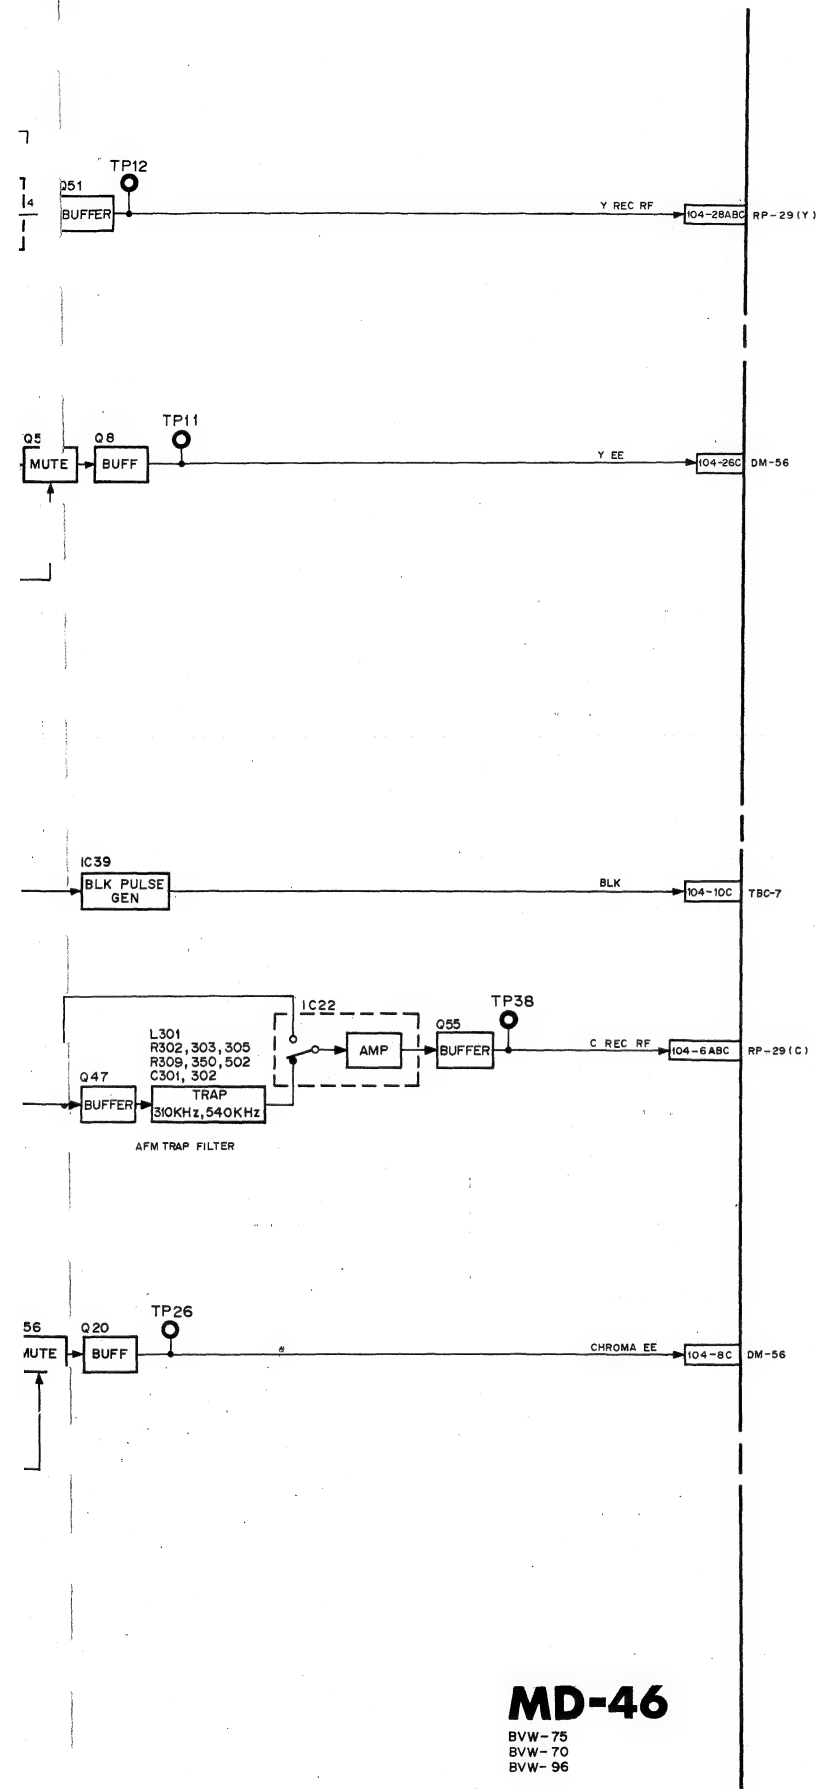 TP12
Q51
4
BUFFER
Y REC RF
104-28ABC
RP-29(Y)
TP11
Q5
Q8
MUTE
BUFF
Y EE
104-26C
DM-56
IC39
BLK PULSE
GEN
BLK
104-10C
TBC-7
IC22
TP38
L301
R302,303,305
R309,350,502
C301,302
Q55
AMP
BUFFER
C REC RF
104-6ABC
RP-29(C)
Q47
BUFFER
TRAP
310KHz,540KHz
AFM TRAP FILTER
TP26
56
Q20
MUTE
BUFF
CHROMA EE
104-8C
DM-56
MD-46
BVW-75
BVW-70
BVW-96